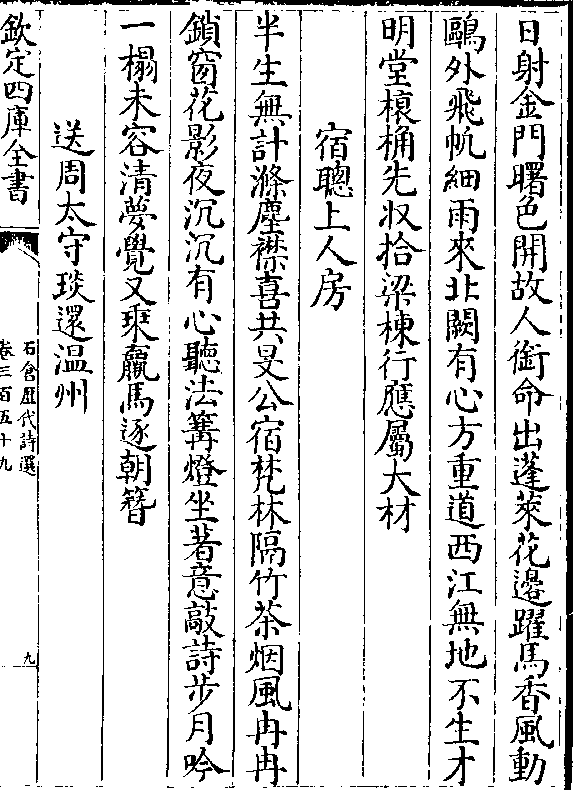 日射金門曙色開故人銜命出蓬萊花邊躍馬香風動
鷗外飛帆細雨來北闕有心方重道西江無地不生才
明堂榱桷先収拾梁棟行應屬大材
宿聰上人房
半生無計滌塵襟喜共旻公宿梵林隔竹茶烟風冉冉
鎖窗花影夜沉沉有心聽法篝燈坐著意敲詩步月吟
一榻未容清夢覺又乘羸馬逐朝簪
送周太守琰還温州
欽定四庫全書
石倉歴代詩選
卷三百五十九
九